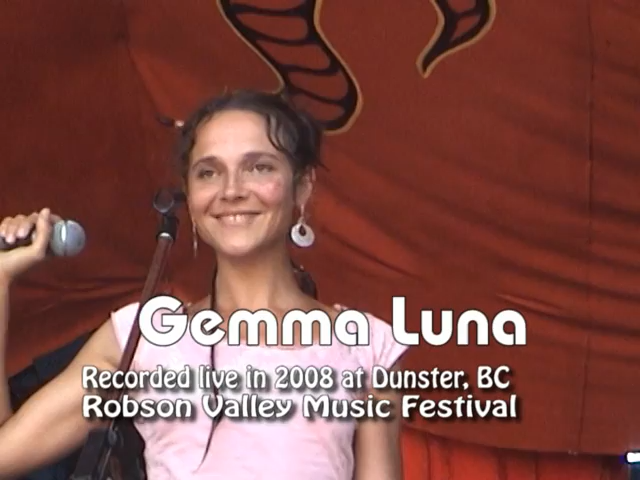 Gemma Luna
Recorded live in 2008 at Dunster, BC
Robson Valley Music Festival